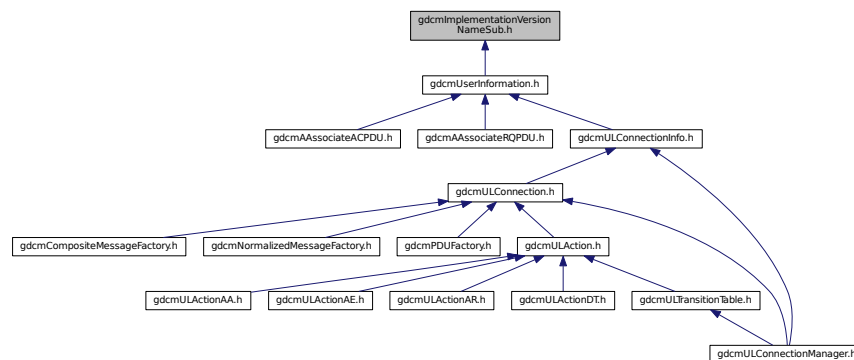 gdcmImplementationVersion
NameSub.h
gdcmUserInformation.h
gdcmAAssociateACPDU.h
gdcmAAssociateRQPDU.h
gdcmULConnectionInfo.h
gdcmULConnection.h
gdcmCompositeMessageFactory.h
gdcmNormalizedMessageFactory.h
gdcmPDUFactory.h
gdcmULAction.h
gdcmULActionAA.h
gdcmULActionAE.h
gdcmULActionAR.h
gdcmULActionDT.h
gdcmULTransitionTable.h
gdcmULConnectionManager.h